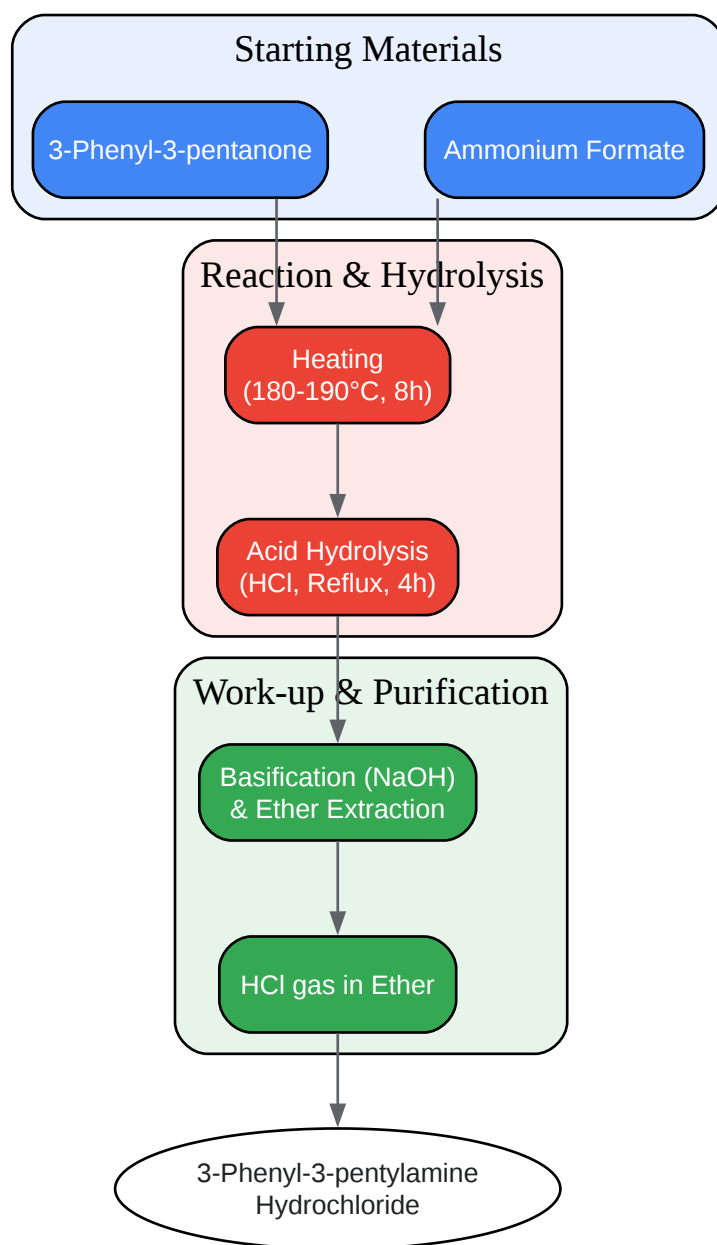 Starting Materials
3-Phenyl-3-pentanone
Ammonium Formate
Reaction & Hydrolysis
Heating
(180-190°C, 8h)
Acid Hydrolysis
(HCl, Reflux, 4h)
Work-up & Purification
Basification (NaOH)
& Ether Extraction
HCl gas in Ether
3-Phenyl-3-pentylamine
Hydrochloride